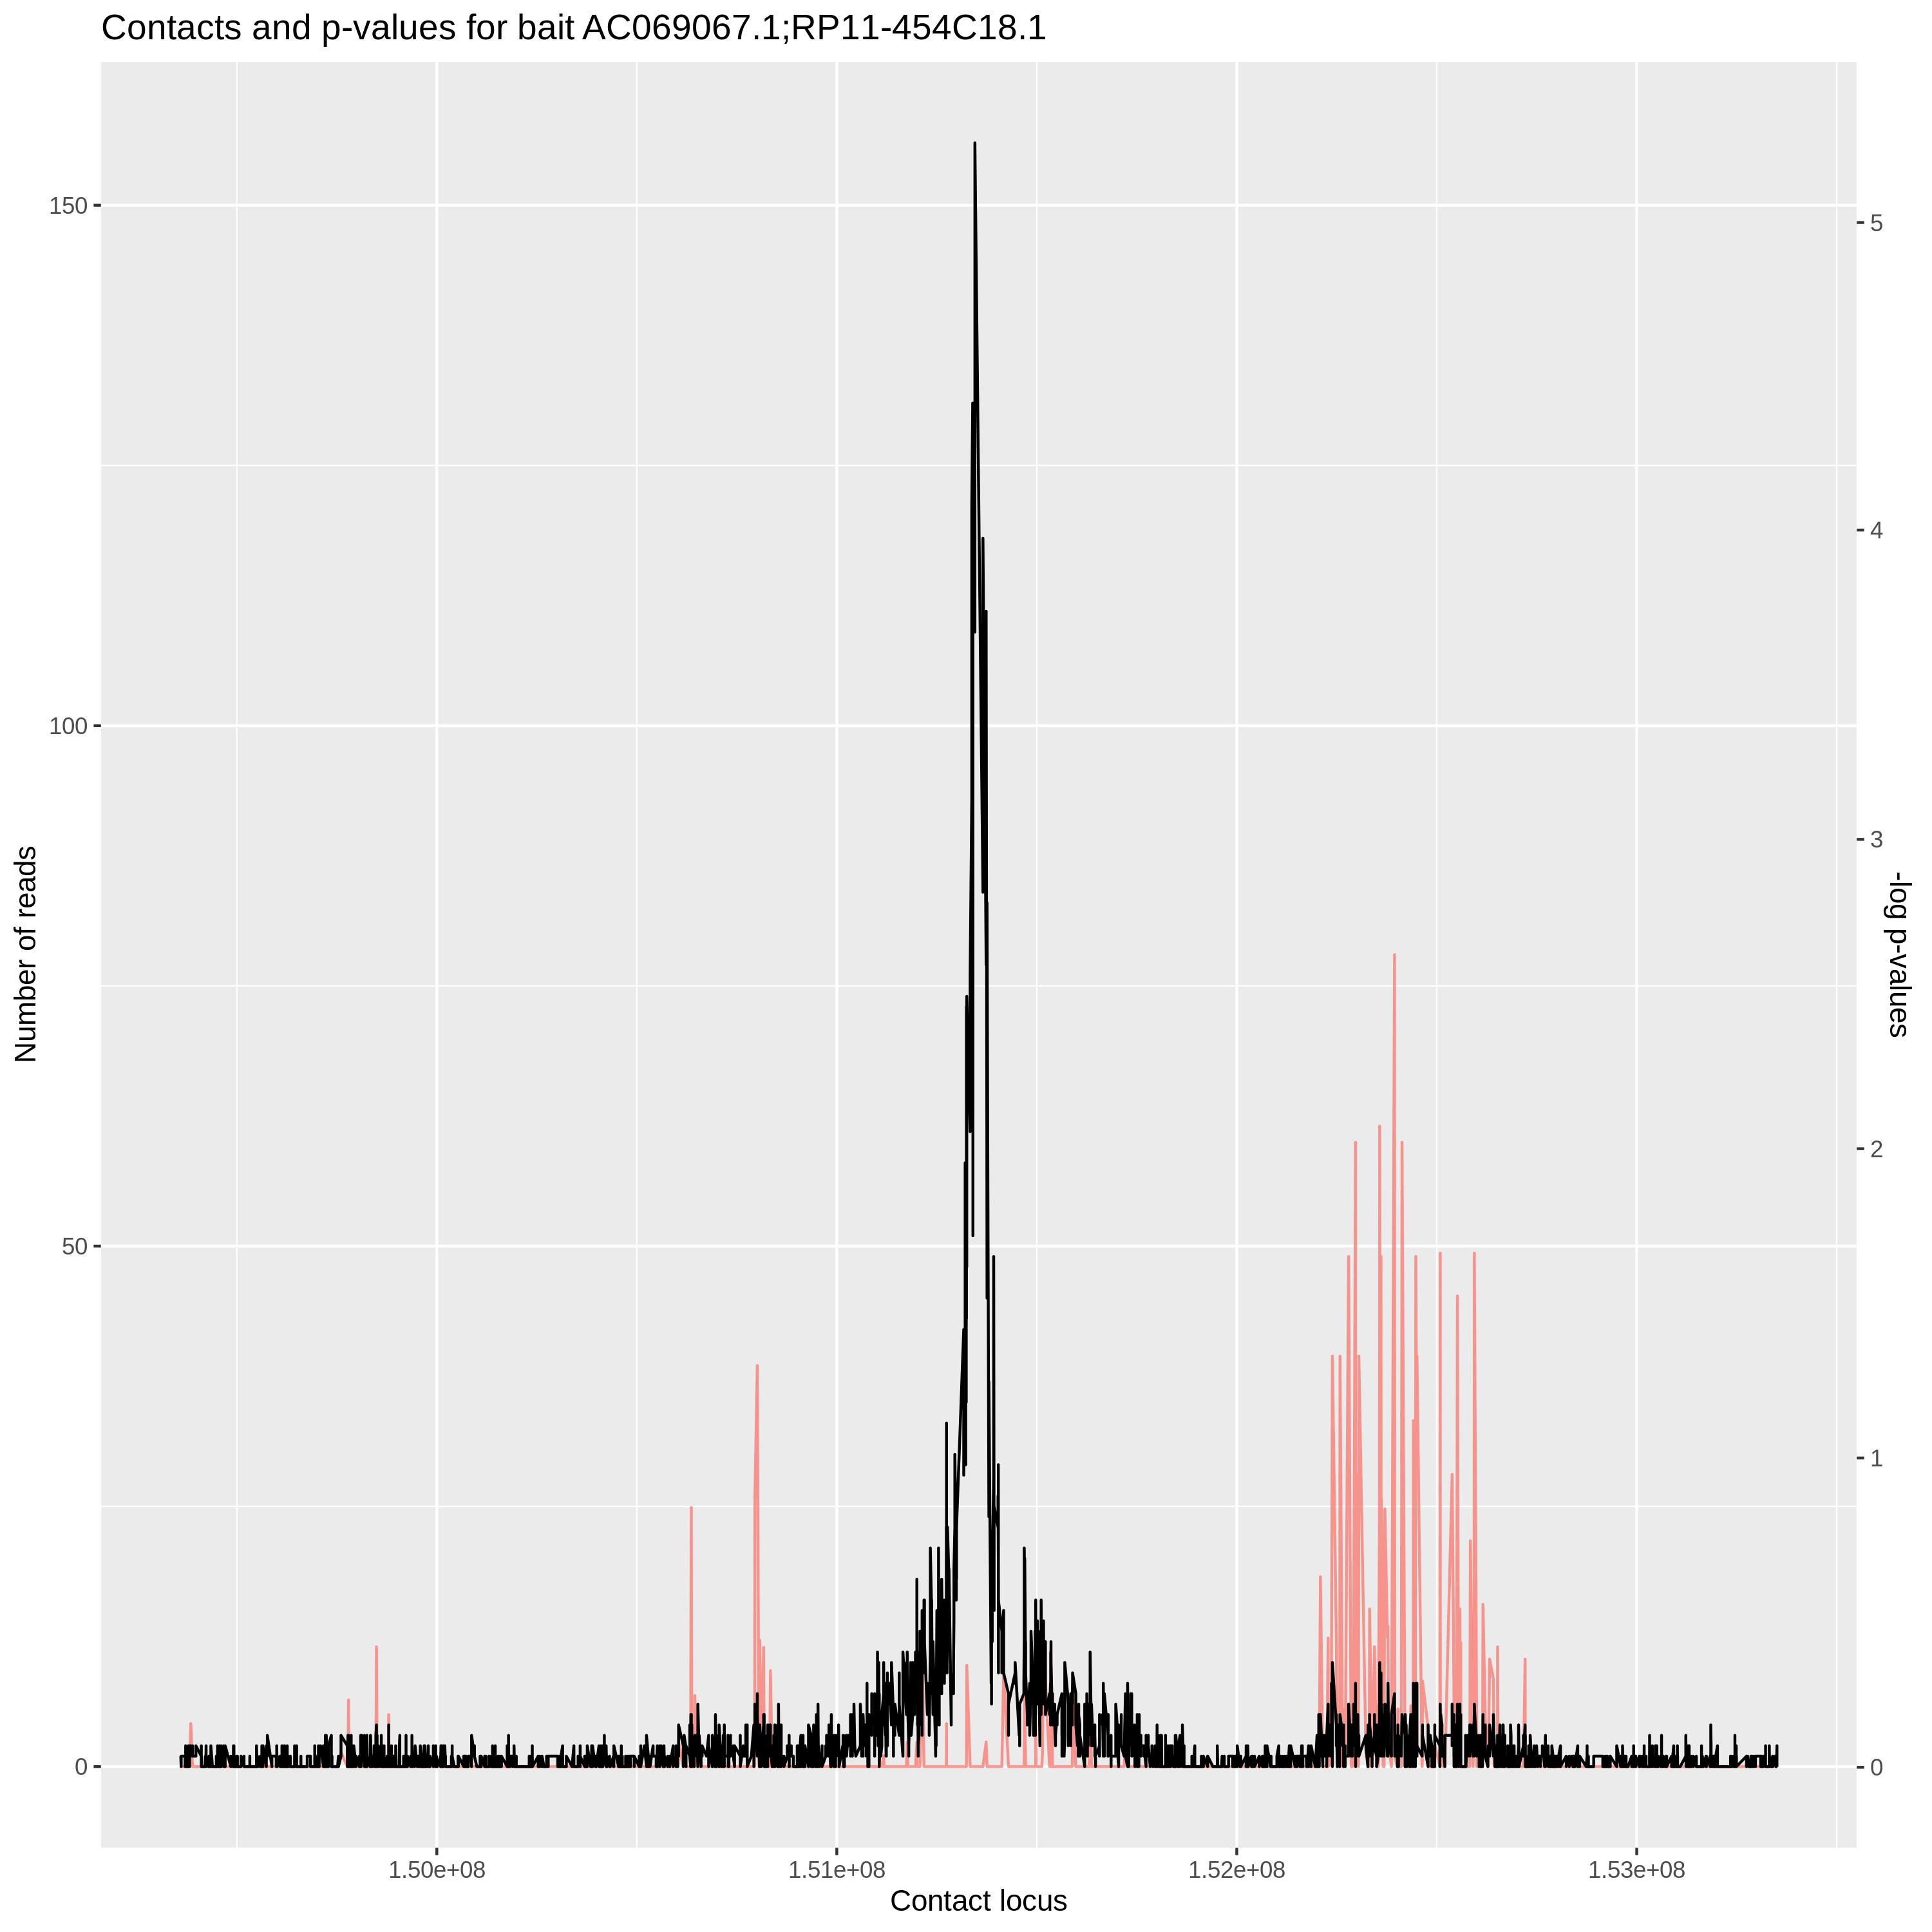 Contacts and p-values for bait AC069067.1;RP11-454C18.1
150
100
50
0
Number of reads
5
4
3
2
1
0
-log p-values
1.50e+08
1.51e+08
1.52e+08
1.53e+08
Contact locus